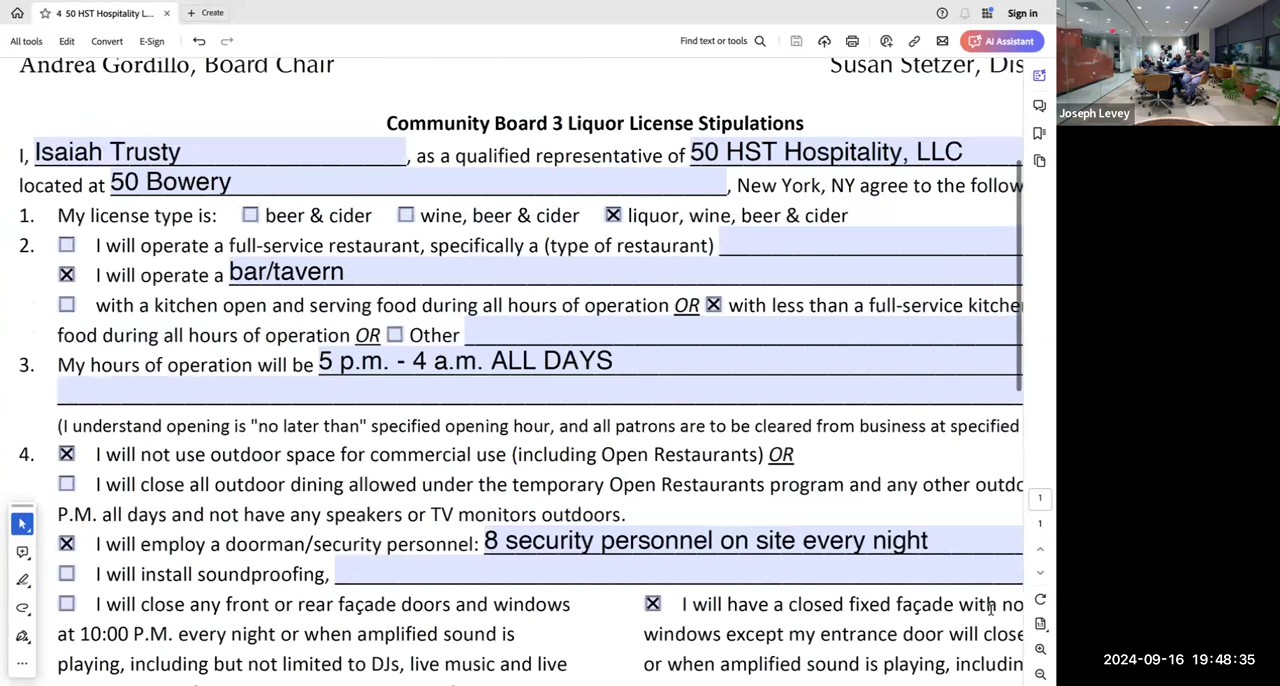 4 50 HST Hospitality L...
Create
Sign in
All tools
Edit
Convert
E-Sign
Find text or tools
AI Assistant
Andrea Gordillo, Board Chair
Susan Stetzer, Dis
Joseph Levey
Community Board 3 Liquor License Stipulations
I, Isaiah Trusty, as a qualified representative of 50 HST Hospitality, LLC
located at 50 Bowery, New York, NY agree to the follow
1. My license type is: beer & cider wine, beer & cider liquor, wine, beer & cider
2. I will operate a full-service restaurant, specifically a (type of restaurant)
I will operate a bar/tavern
with a kitchen open and serving food during all hours of operation OR with less than a full-service kitche
food during all hours of operation OR Other
3. My hours of operation will be 5 p.m. - 4 a.m. ALL DAYS
(I understand opening is "no later than" specified opening hour, and all patrons are to be cleared from business at specified
4. I will not use outdoor space for commercial use (including Open Restaurants) OR
I will close all outdoor dining allowed under the temporary Open Restaurants program and any other outdo
P.M. all days and not have any speakers or TV monitors outdoors.
I will employ a doorman/security personnel: 8 security personnel on site every night
I will install soundproofing,
I will close any front or rear façade doors and windows
at 10:00 P.M. every night or when amplified sound is
playing, including but not limited to DJs, live music and live
I will have a closed fixed façade with no
windows except my entrance door will close
or when amplified sound is playing, includin
1
1
2024-09-16 19:48:35